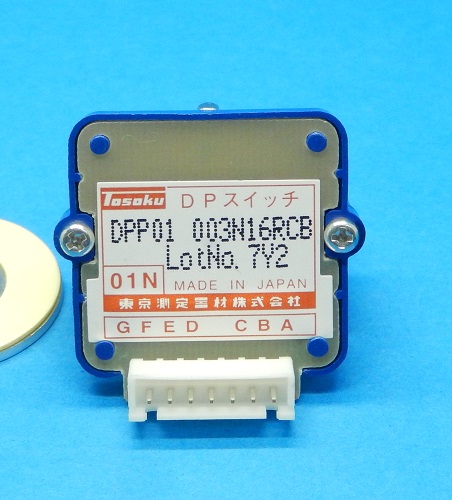 Tosoku DPスイッチ
DPP01 003N16RCB
LotNo. 7Y2
01N MADE IN JAPAN
東京測定器材株式会社
GFED CBA